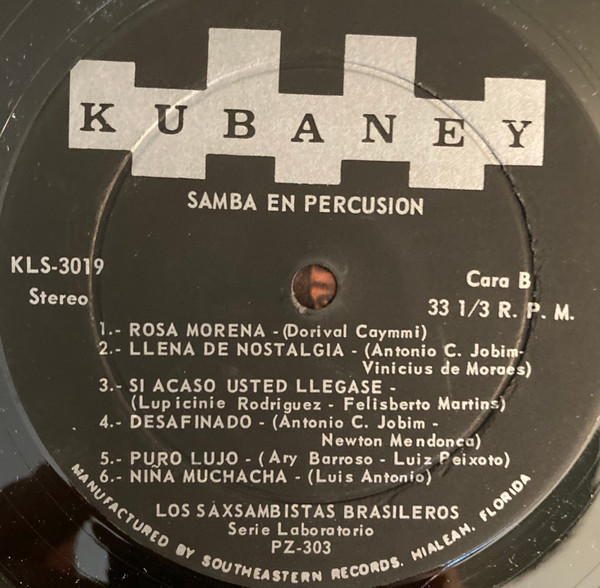 KUBANEY
SAMBA EN PERCUSION
KLS-3019
Stereo
Cara B
33 1/3 R. P. M.
1.- ROSA MORENA - (Dorival Caymmi)
2.- LLENA DE NOSTALGIA - (Antonio C. Jobim-
Vinicius de Moraes)
3.- SI ACASO USTED LLEGASE -
(Lupicinie Rodriguez - Felisberto Martins)
4.- DESAFINADO - (Antonio C. Jobim -
Newton Mendonca)
5.- PURO LUJO - ( Ary Barroso - Luiz Peixoto)
6.- NIÑA MUCHACHA - (Luis Antonio)
LOS SAXSAMBISTAS BRASILEROS
Serie Laboratorio
PZ-303
MANUFACTURED BY SOUTHEASTERN RECORDS. HIALEAH, FLORIDA